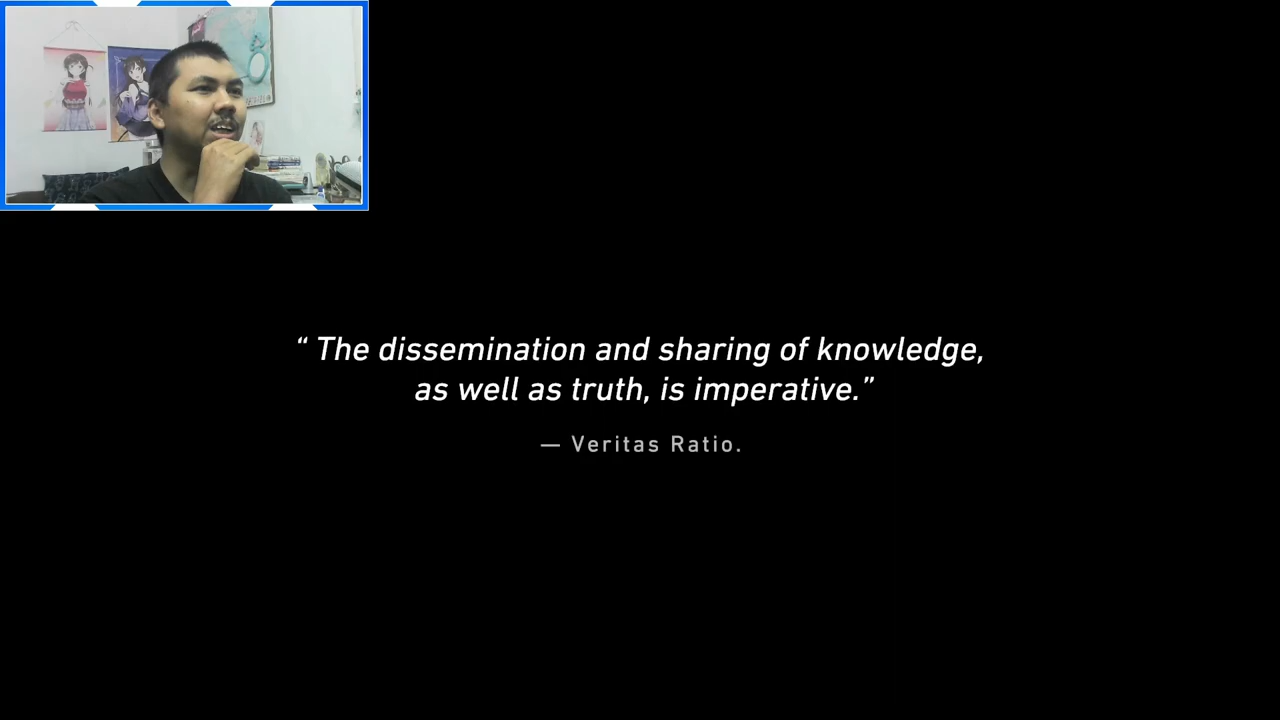 “ The dissemination and sharing of knowledge,
as well as truth, is imperative.”
— Veritas Ratio.